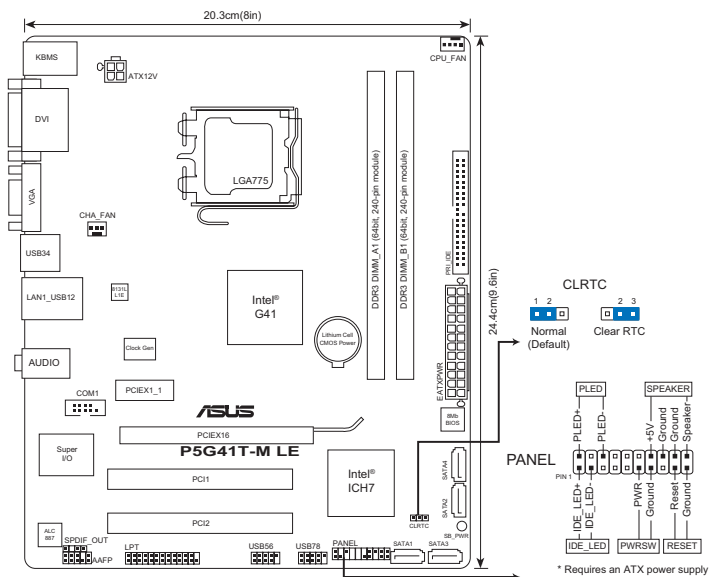 20.3cm(8in)
KBMS
ATX12V
CPU_FAN
DVI
LGA775
VGA
CHA_FAN
USB34
LAN1_USB12
8131L
L1E
Intel®
G41
DDR3 DIMM_A1 (64bit, 240-pin module)
DDR3 DIMM_B1 (64bit, 240-pin module)
PRI_IDE
24.4cm(9.6in)
EATXPWR
Lithium Cell
CMOS Power
Clock Gen
AUDIO
COM1
PCIEX1_1
ASUS
PCIEX16
P5G41T-M LE
8Mb
BIOS
Super
I/O
PCI1
Intel®
ICH7
SATA4
SATA2
CLRTC
SB_PWR
PCI2
ALC
887
SPDIF_OUT
AAFP
LPT
USB56
USB78
PANEL
SATA1
SATA3
CLRTC
1 2
2 3
Normal
(Default)
Clear RTC
PLED
SPEAKER
PLED+
PLED-
+5V
Ground
Ground
Speaker-
PANEL
PIN 1
IDE_LED+
IDE_LED-
PWR
Ground
Reset
Ground
IDE_LED
PWRSW
RESET
* Requires an ATX power supply